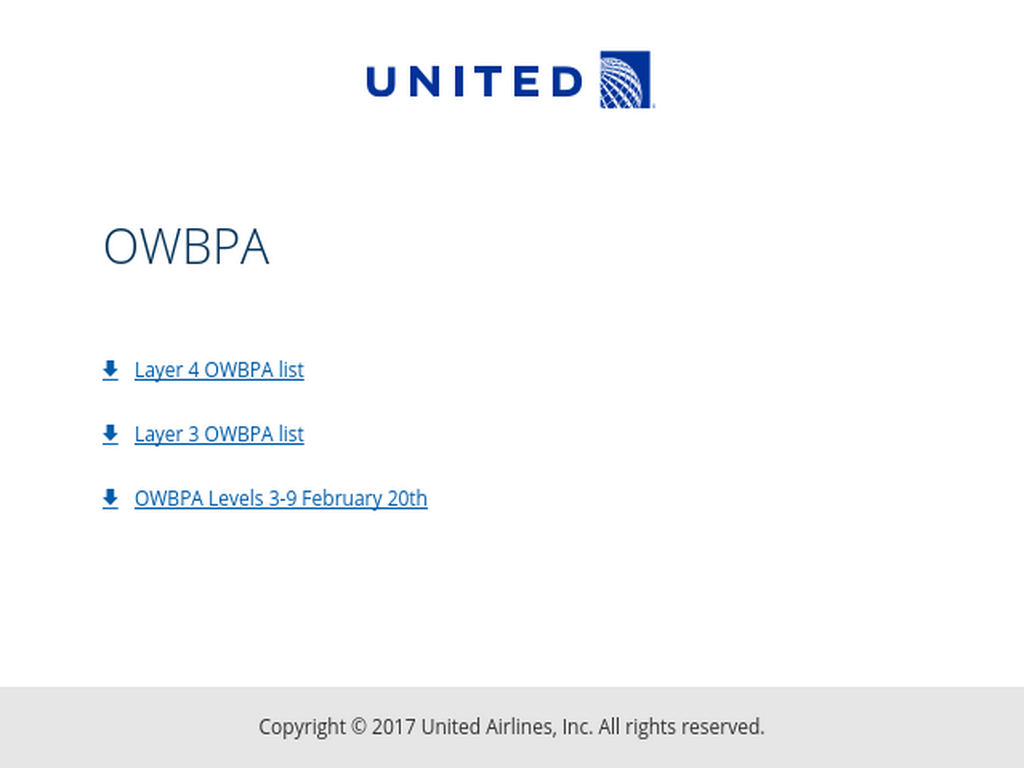 UNITED
OWBPA
Layer 4 OWBPA list
Layer 3 OWBPA list
OWBPA Levels 3-9 February 20th
Copyright © 2017 United Airlines, Inc. All rights reserved.